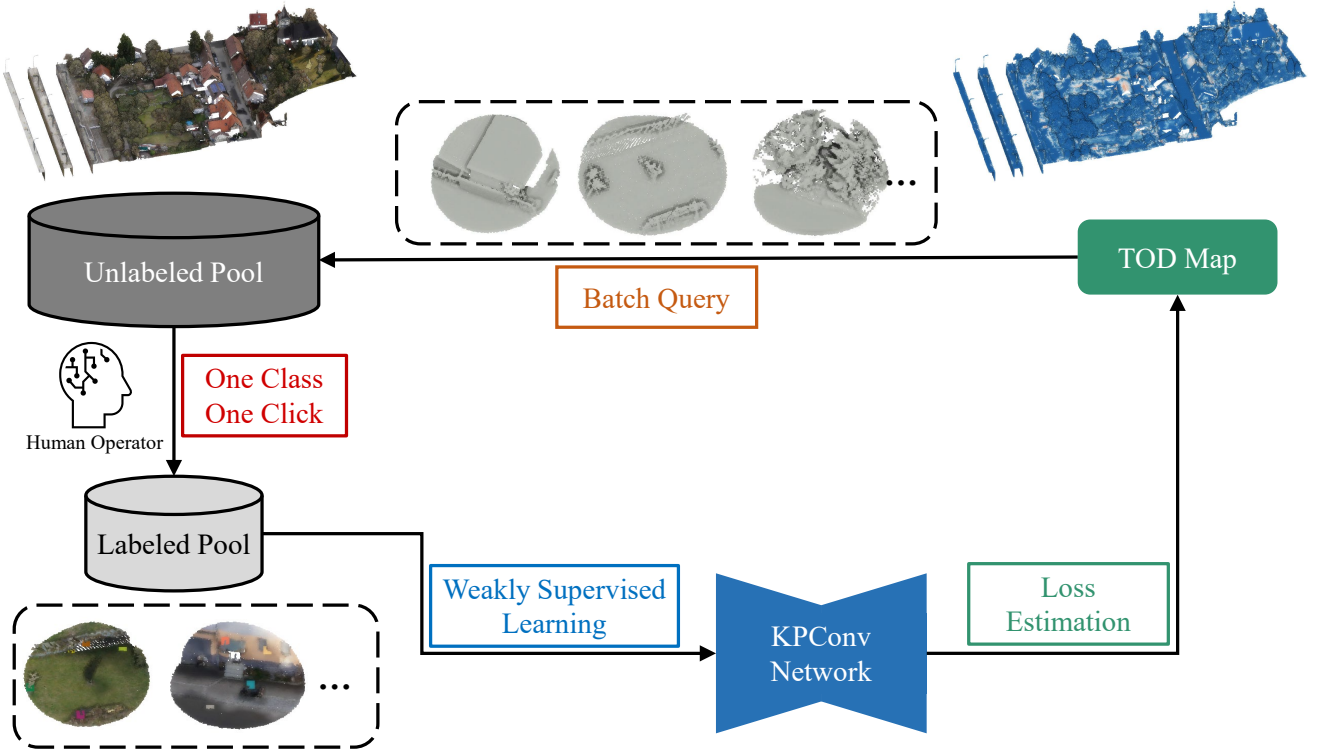 ...
Unlabeled Pool
TOD Map
Batch Query
One Class
One Click
Human Operator
Labeled Pool
Weakly Supervised
Learning
KPConv
Network
Loss
Estimation
...